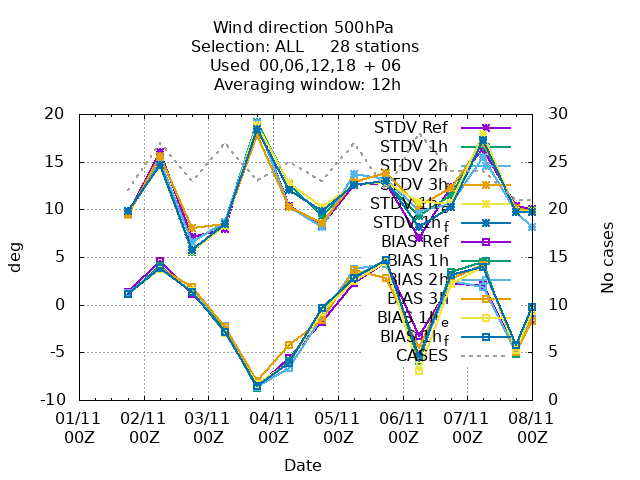 Wind direction 500hPa
Selection: ALL 28 stations
Used 00,06,12,18 + 06
Averaging window: 12h
deg
20
15
10
5
0
-5
-10
30
25
20
15
10
5
0
No cases
STDV Ref
STDV 1h
STDV 2h
STDV 3h
STDV 1h_e
STDV 1h_f
BIAS Ref
BIAS 1h
BIAS 2h
BIAS 3h
BIAS 1h_e
BIAS 1h_f
CASES
01/11 02/11 03/11 04/11 05/11 06/11 07/11 08/11
00Z 00Z 00Z 00Z 00Z 00Z 00Z 00Z
Date